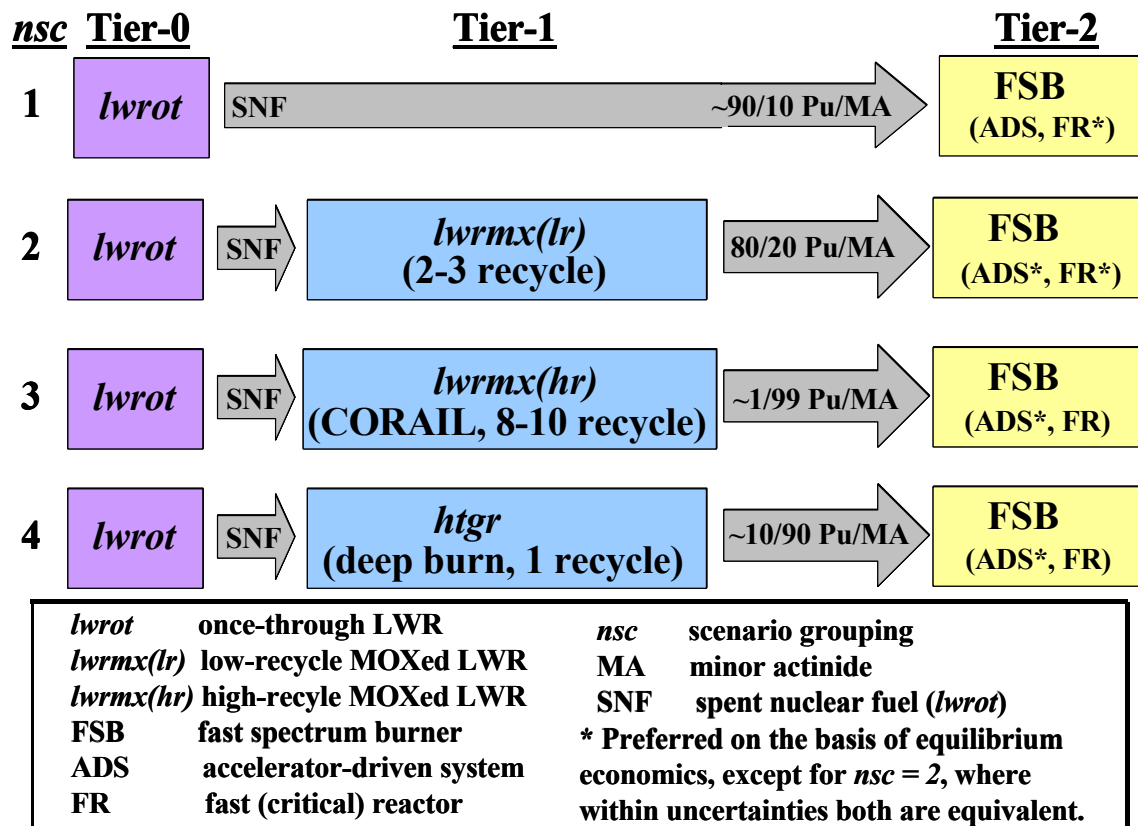 nsc Tier-0 Tier-1 Tier-2
1 lwrot SNF ~90/10 Pu/MA FSB
(ADS, FR*)
2 lwrot SNF lwrmx(lr)
(2-3 recycle)
80/20 Pu/MA FSB
(ADS*, FR*)
3 lwrot SNF lwrmx(hr)
(CORAIL, 8-10 recycle)
~1/99 Pu/MA FSB
(ADS*, FR)
4 lwrot SNF htgr
(deep burn, 1 recycle)
~10/90 Pu/MA FSB
(ADS*, FR)
lwrot once-through LWR
lwrmx(lr) low-recycle MOXed LWR
lwrmx(hr) high-recyle MOXed LWR
FSB fast spectrum burner
ADS accelerator-driven system
FR fast (critical) reactor
nsc scenario grouping
MA minor actinide
SNF spent nuclear fuel (lwrot)
* Preferred on the basis of equilibrium
economics, except for nsc = 2, where
within uncertainties both are equivalent.